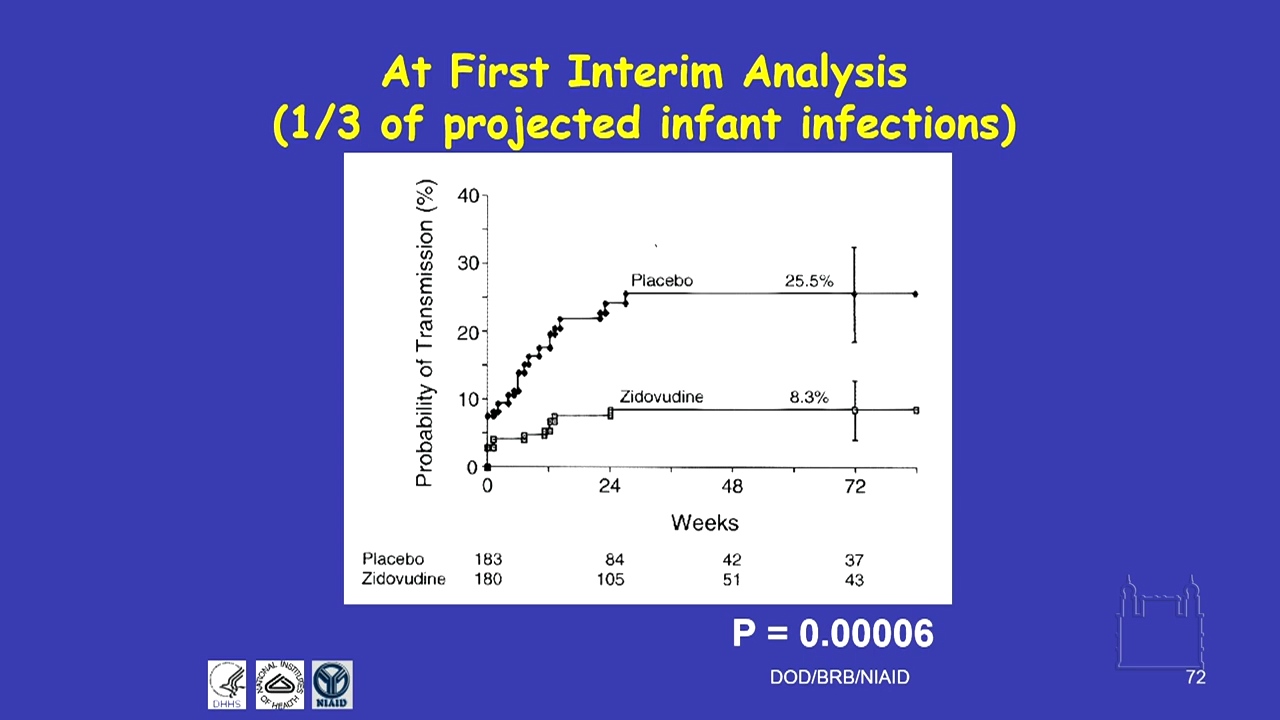 At First Interim Analysis
(1/3 of projected infant infections)
Probability of Transmission (%)
40
30
20
10
0
Placebo 25.5%
Zidovudine 8.3%
0 24 48 72
Weeks
Placebo 183 84 42 37
Zidovudine 180 105 51 43
P = 0.00006
DHHS
NATIONAL INSTITUTES OF HEALTH
NIAID
DOD/BRB/NIAID
72